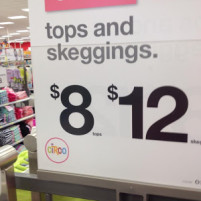 tops and
skeggings.
$8 $12
tops
circo